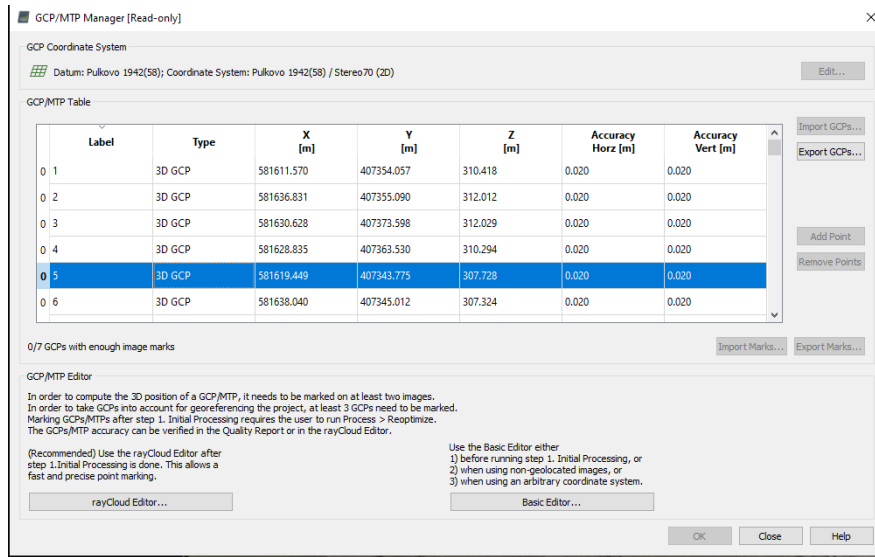 GCP/MTP Manager [Read-only]
GCP Coordinate System
Datum: Pulkovo 1942(58); Coordinate System: Pulkovo 1942(58) / Stereo70 (2D)
Edit...
GCP/MTP Table
Label Type X [m] Y [m] Z [m] Accuracy Horz [m] Accuracy Vert [m]
0 1 3D GCP 581611.570 407354.057 310.418 0.020 0.020
0 2 3D GCP 581636.831 407355.090 312.012 0.020 0.020
0 3 3D GCP 581630.628 407373.598 312.029 0.020 0.020
0 4 3D GCP 581628.835 407363.530 310.294 0.020 0.020
0 5 3D GCP 581619.449 407343.775 307.728 0.020 0.020
0 6 3D GCP 581638.040 407345.012 307.324 0.020 0.020
Import GCPs...
Export GCPs...
Add Point
Remove Points
0/7 GCPs with enough image marks
Import Marks... Export Marks...
GCP/MTP Editor
In order to compute the 3D position of a GCP/MTP, it needs to be marked on at least two images.
In order to take GCPs into account for georeferencing the project, at least 3 GCPs need to be marked.
Marking GCPs/MTPs after step 1. Initial Processing requires the user to run Process > Reoptimize.
The GCPs/MTP accuracy can be verified in the Quality Report or in the rayCloud Editor.
(Recommended) Use the rayCloud Editor after
step 1.Initial Processing is done. This allows a
fast and precise point marking.
rayCloud Editor...
Use the Basic Editor either
1) before running step 1. Initial Processing, or
2) when using non-geolocated images, or
3) when using an arbitrary coordinate system.
Basic Editor...
OK Close Help